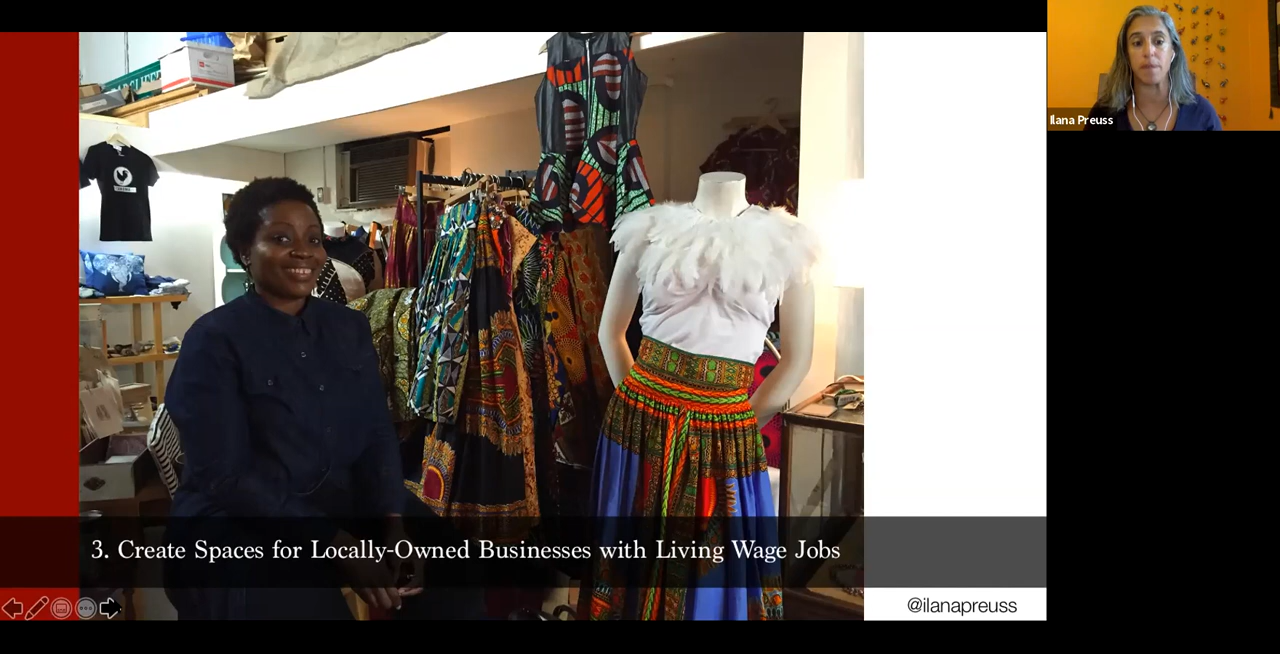 Ilana Preuss
3. Create Spaces for Locally-Owned Businesses with Living Wage Jobs
@ilanapreuss